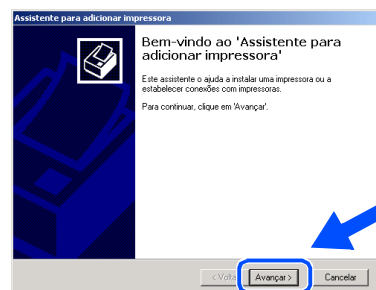 Assistente para adicionar impressora
Bem-vindo ao 'Assistente para
adicionar impressora'
Este assistente o ajuda a instalar uma impressora ou a
estabelecer conexões com impressoras.
Para continuar, clique em 'Avançar'.
Avançar > Cancelar